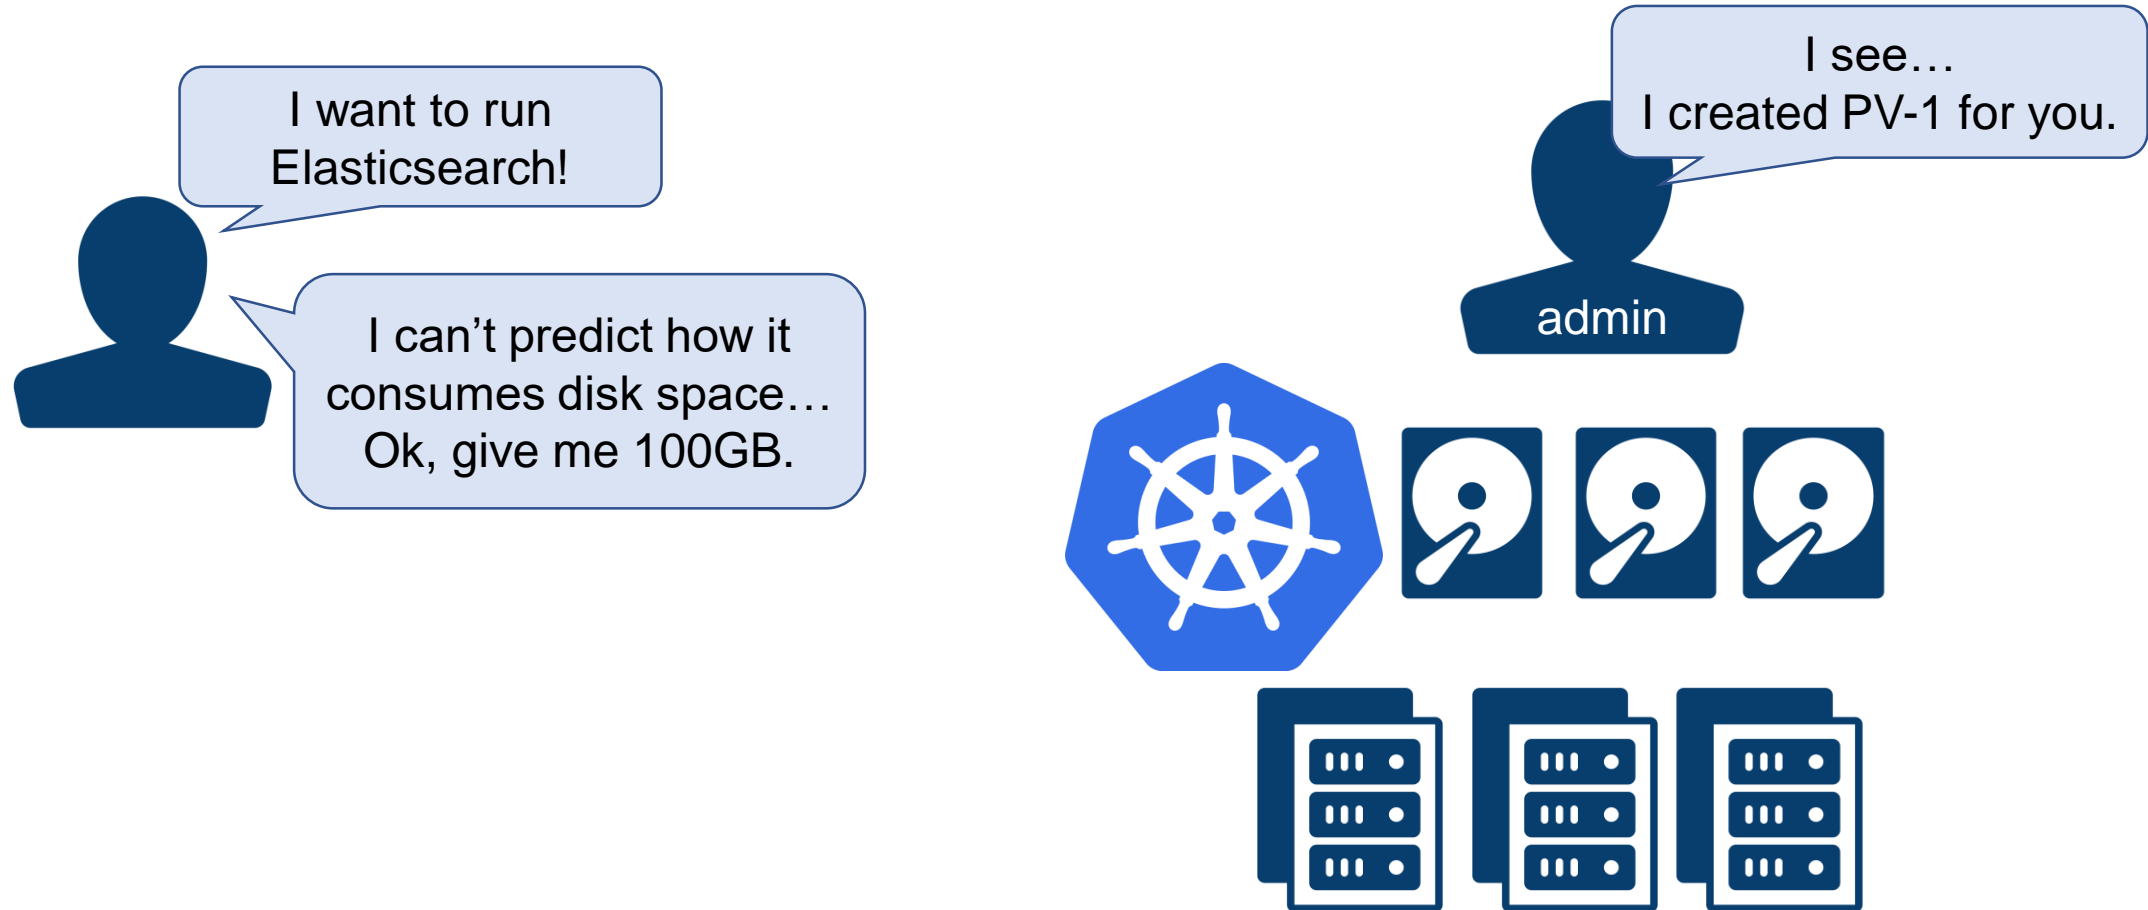 I want to run
Elasticsearch!
I can’t predict how it
consumes disk space…
Ok, give me 100GB.
I see…
I created PV-1 for you.
admin